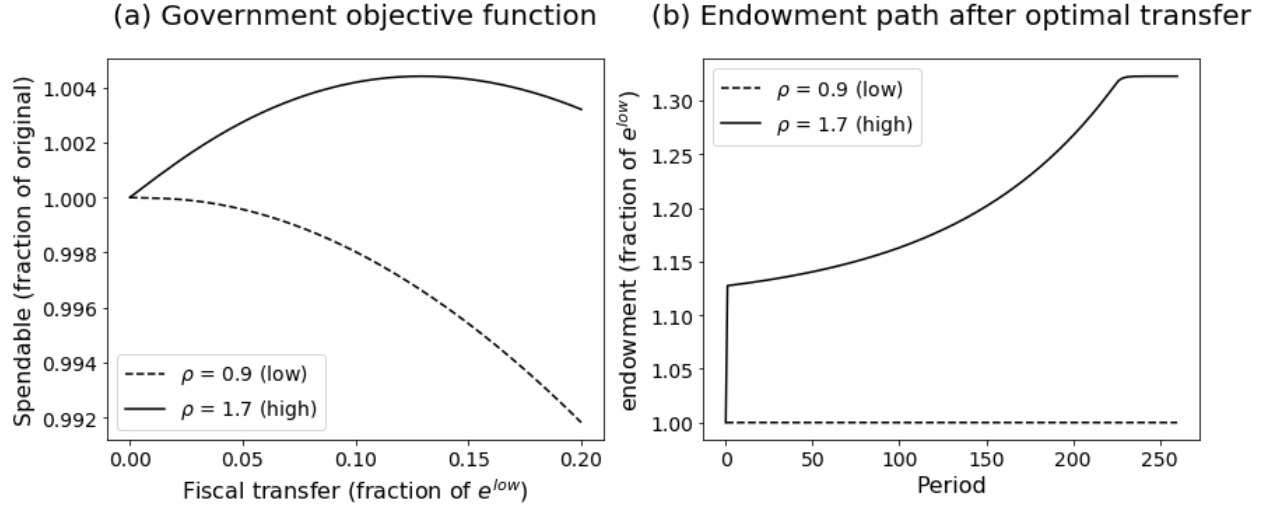 (a) Government objective function
Spendable (fraction of original)
1.004
1.002
1.000
0.998
0.996
0.994
0.992
ρ = 0.9 (low)
ρ = 1.7 (high)
0.00 0.05 0.10 0.15 0.20
Fiscal transfer (fraction of e^low)
(b) Endowment path after optimal transfer
endowment (fraction of e^low)
ρ = 0.9 (low)
ρ = 1.7 (high)
1.30
1.25
1.20
1.15
1.10
1.05
1.00
0 50 100 150 200 250
Period